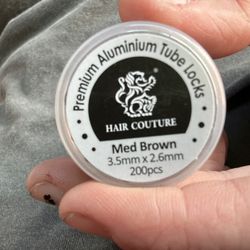 • Premium Aluminium Tube Locks •
HAIR COUTURE
Med Brown
3.5mm x 2.6mm
200pcs